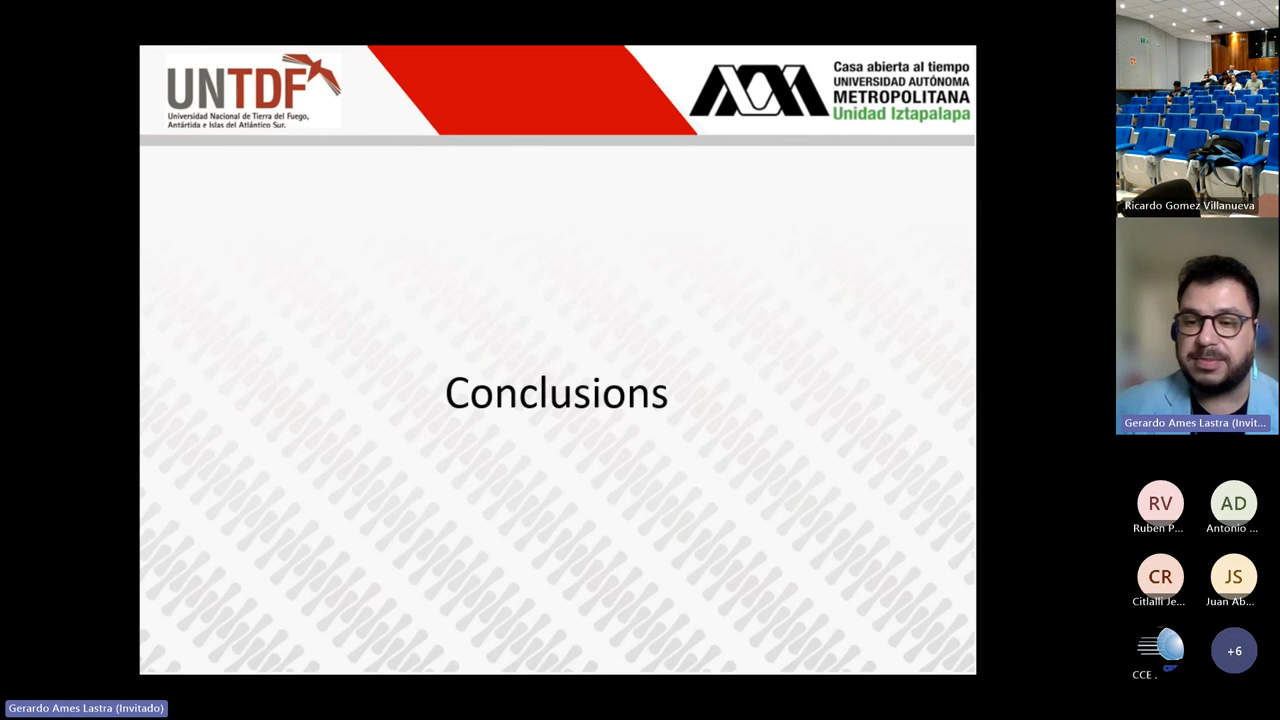 UNTDF
Universidad Nacional de Tierra del Fuego,
Antártida e Islas del Atlántico Sur.
Casa abierta al tiempo
UNIVERSIDAD AUTÓNOMA
METROPOLITANA
Unidad Iztapalapa
Conclusions
Ricardo Gomez Villanueva
Gerardo Ames Lastra (Invit...
RV
AD
Ruben P...
Antonio ...
CR
JS
Citlalli Je...
Juan Ab...
+6
CCE .
Gerardo Ames Lastra (Invitado)